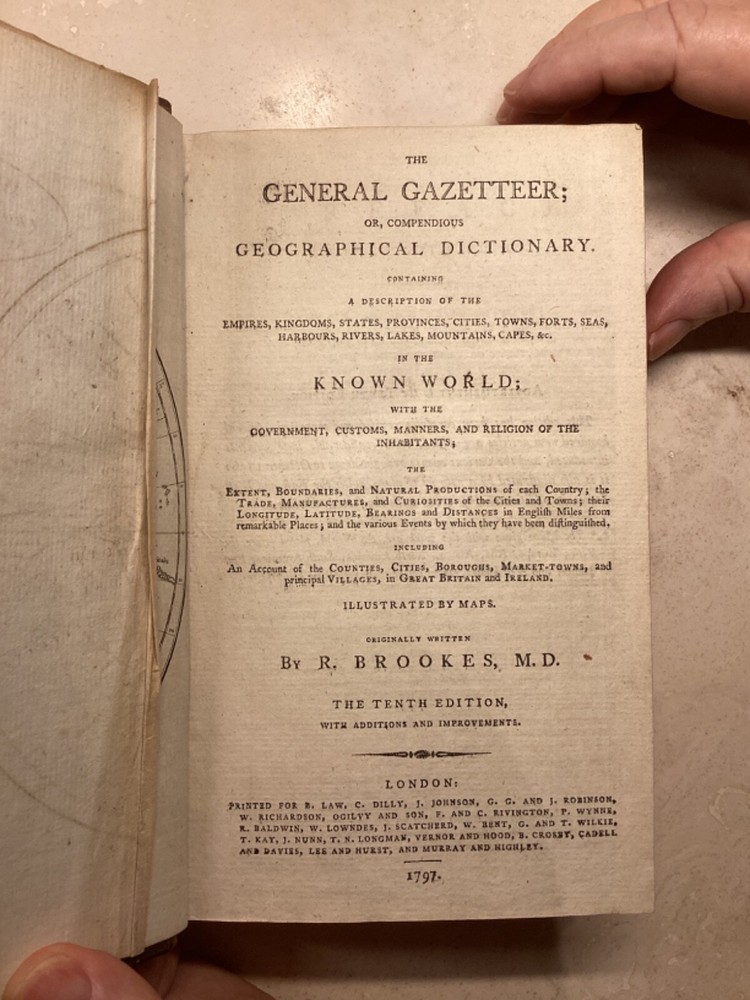 THE
GENERAL GAZETTEER;
OR, COMPENDIOUS
GEOGRAPHICAL DICTIONARY.
CONTAINING
A DESCRIPTION OF THE
EMPIRES, KINGDOMS, STATES, PROVINCES, CITIES, TOWNS, FORTS, SEAS,
HARBOURS, RIVERS, LAKES, MOUNTAINS, CAPES, &c.
IN THE
KNOWN WORLD;
WITH THE
GOVERNMENT, CUSTOMS, MANNERS, AND RELIGION OF THE
INHABITANTS;
THE
EXTENT, BOUNDARIES, and NATURAL PRODUCTIONS of each Country; the
TRADE, MANUFACTURES, and CURIOSITIES of the Cities and Towns; their
LONGITUDE, LATITUDE, BEARINGS and DISTANCES in Engliſh Miles from
remarkable Places; and the various Events by which they have been diſtinguiſhed.
INCLUDING
An Account of the COUNTIES, CITIES, BOROUGHS, MARKET-TOWNS, and
principal VILLAGES, in GREAT BRITAIN and IRELAND.
ILLUSTRATED BY MAPS.
ORIGINALLY WRITTEN
BY R. BROOKES, M.D.
THE TENTH EDITION,
WITH ADDITIONS AND IMPROVEMENTS.
LONDON:
PRINTED FOR B. LAW, C. DILLY, J. JOHNSON, G. G. AND J. ROBINSON,
W. RICHARDSON, OGILVY AND SON, F. AND C. RIVINGTON, P. WYNNE,
R. BALDWIN, W. LOWNDES, J. SCATCHERD, W. BENT, G. AND T. WILKIE,
T. KAY, J. NUNN, T. N. LONGMAN, VERNOR AND HOOD, B. CROSBY, CADELL
AND DAVIES, LEE AND HURST, AND MURRAY AND HIGHLEY.
1797.